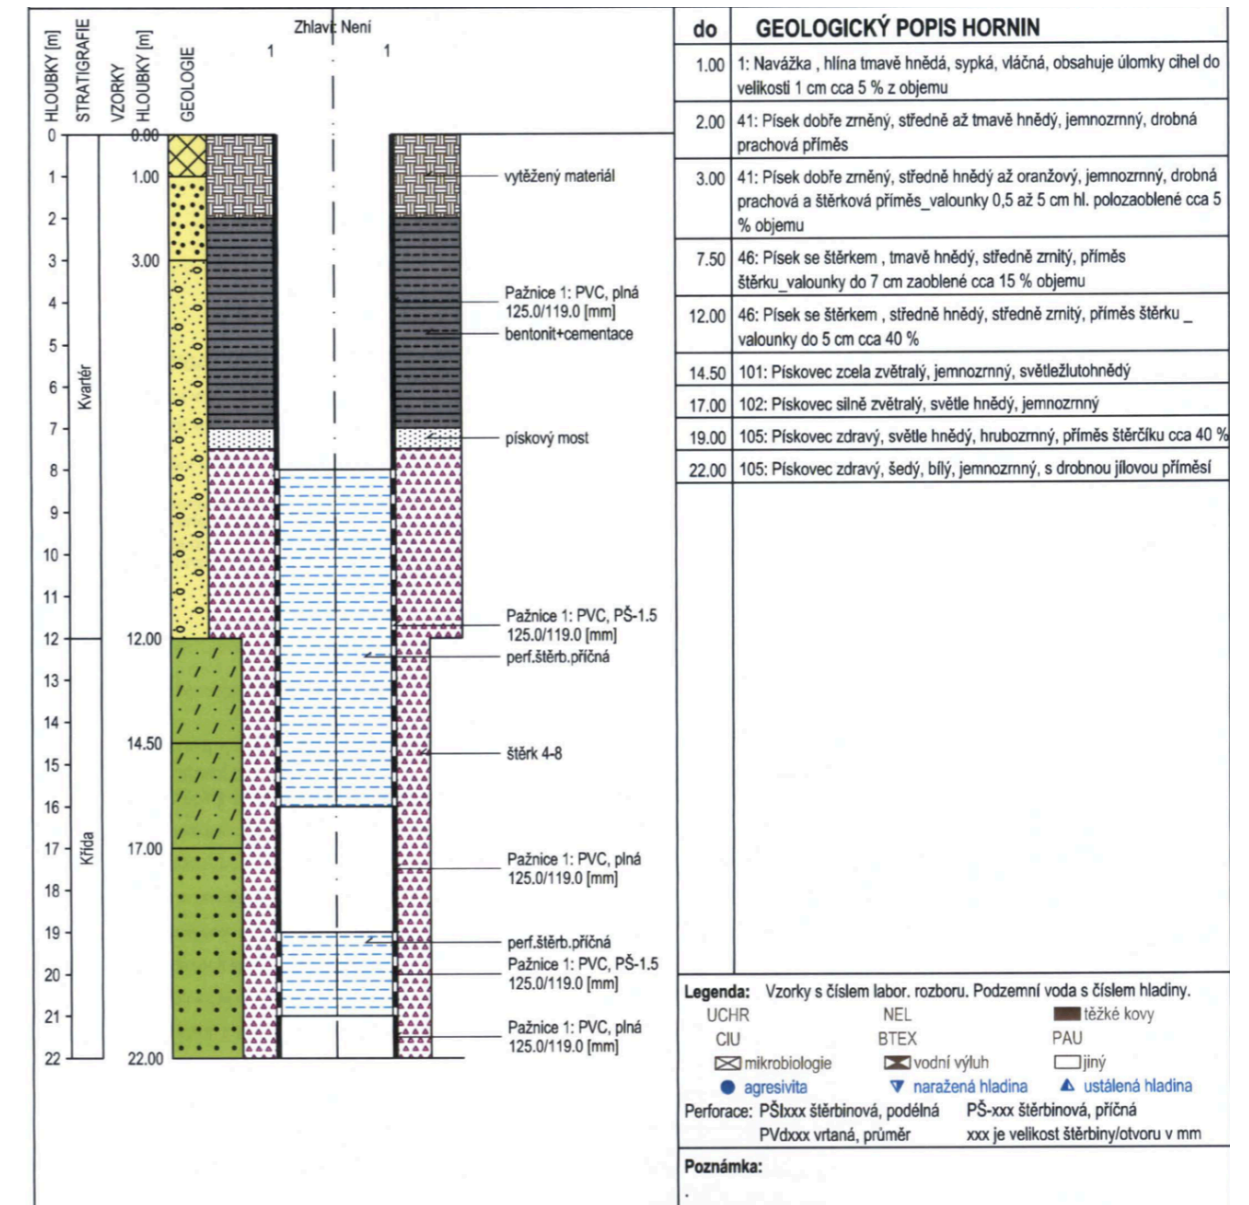 Zhlaví: Není
1 1
HLOUBKY [m]
STRATIGRAFIE
VZORKY
HLOUBKY [m]
GEOLOGIE
0
1
2
3
4
5
6
7
8
9
10
11
12
13
14
15
16
17
18
19
20
21
22
Kvartér
Křída
0.00
1.00
3.00
12.00
14.50
17.00
22.00
vytěžený materiál
Pažnice 1: PVC, plná
125.0/119.0 [mm]
bentonit+cementace
pískový most
Pažnice 1: PVC, PŠ-1.5
125.0/119.0 [mm]
perf.štěrb.příčná
štěrk 4-8
Pažnice 1: PVC, plná
125.0/119.0 [mm]
perf.štěrb.příčná
Pažnice 1: PVC, PŠ-1.5
125.0/119.0 [mm]
Pažnice 1: PVC, plná
125.0/119.0 [mm]
do GEOLOGICKÝ POPIS HORNIN
1.00 1: Navážka , hlína tmavě hnědá, sypká, vláčná, obsahuje úlomky cihel do
velikosti 1 cm cca 5 % z objemu
2.00 41: Písek dobře zrněný, středně až tmavě hnědý, jemnozrnný, drobná
prachová příměs
3.00 41: Písek dobře zrněný, středně hnědý až oranžový, jemnozrnný, drobná
prachová a štěrková příměs_valounky 0,5 až 5 cm hl. polozaoblené cca 5
% objemu
7.50 46: Písek se štěrkem , tmavě hnědý, středně zrnitý, příměs
štěrku_valounky do 7 cm zaoblené cca 15 % objemu
12.00 46: Písek se štěrkem , středně hnědý, středně zrnitý, příměs štěrku _
valounky do 5 cm cca 40 %
14.50 101: Pískovec zcela zvětralý, jemnozrnný, světležlutohnědý
17.00 102: Pískovec silně zvětralý, světle hnědý, jemnozrnný
19.00 105: Pískovec zdravý, světle hnědý, hrubozrnný, příměs štěrčíku cca 40 %
22.00 105: Pískovec zdravý, šedý, bílý, jemnozrnný, s drobnou jílovou příměsí
Legenda: Vzorky s číslem labor. rozboru. Podzemní voda s číslem hladiny.
UCHR NEL těžké kovy
CIU BTEX PAU
mikrobiologie vodní výluh jiný
agresivita naražená hladina ustálená hladina
Perforace: PŠlxxx štěrbinová, podélná PŠ-xxx štěrbinová, příčná
PVdxxx vrtaná, průměr xxx je velikost štěrbiny/otvoru v mm
Poznámka:
.